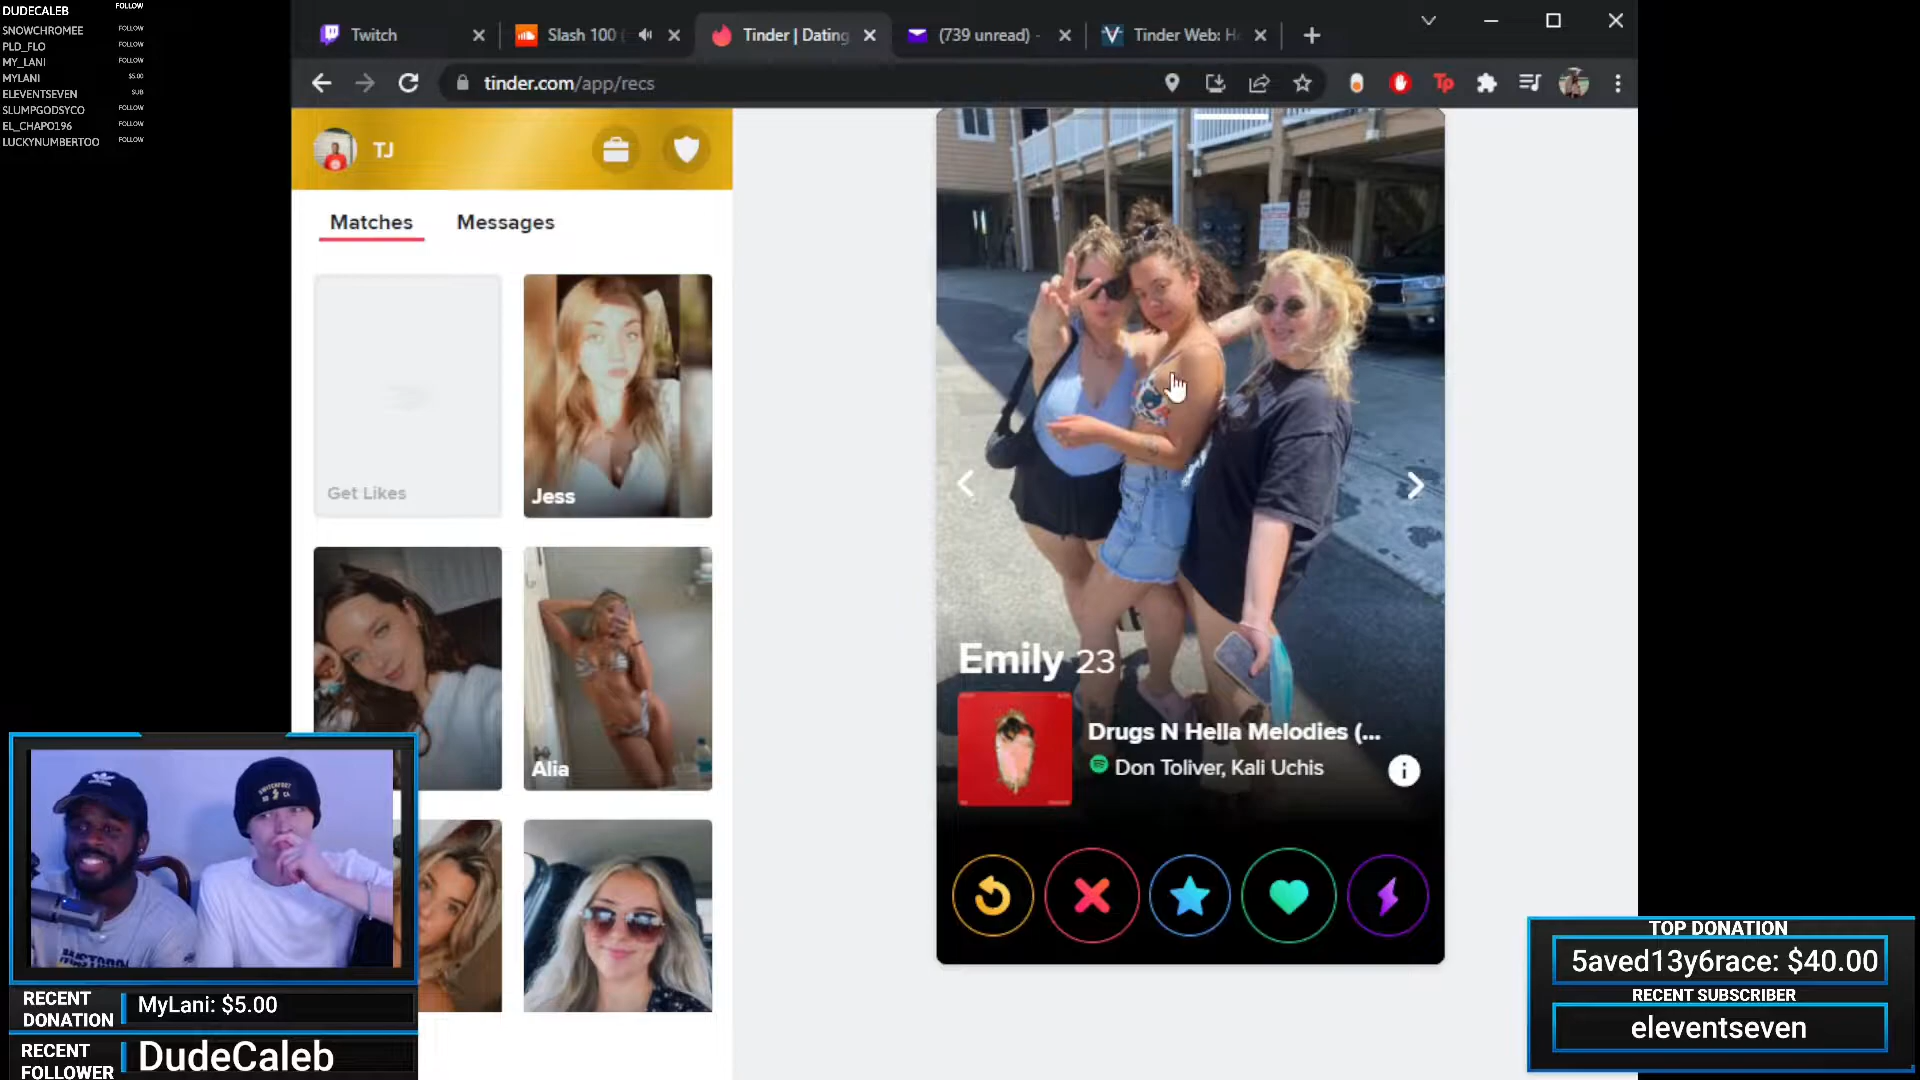 DUDECALEB FOLLOW
SNOWCHROMEE FOLLOW
PLD_FLO FOLLOW
MY_LANI FOLLOW
MYLANI $5.00
ELEVENTSEVEN SUB
SLUMPGODSYCO FOLLOW
EL_CHAPO196 FOLLOW
LUCKYNUMBERTOO FOLLOW
Twitch
Slash 100
Tinder | Dating
(739 unread) -
Tinder Web: H
tinder.com/app/recs
Tp
TJ
Matches Messages
Get Likes
Jess
Alia
Emily 23
Drugs N Hella Melodies (...
Don Toliver, Kali Uchis
RECENT DONATION
MyLani: $5.00
RECENT FOLLOWER
DudeCaleb
TOP DONATION
5aved13y6race: $40.00
RECENT SUBSCRIBER
eleventseven